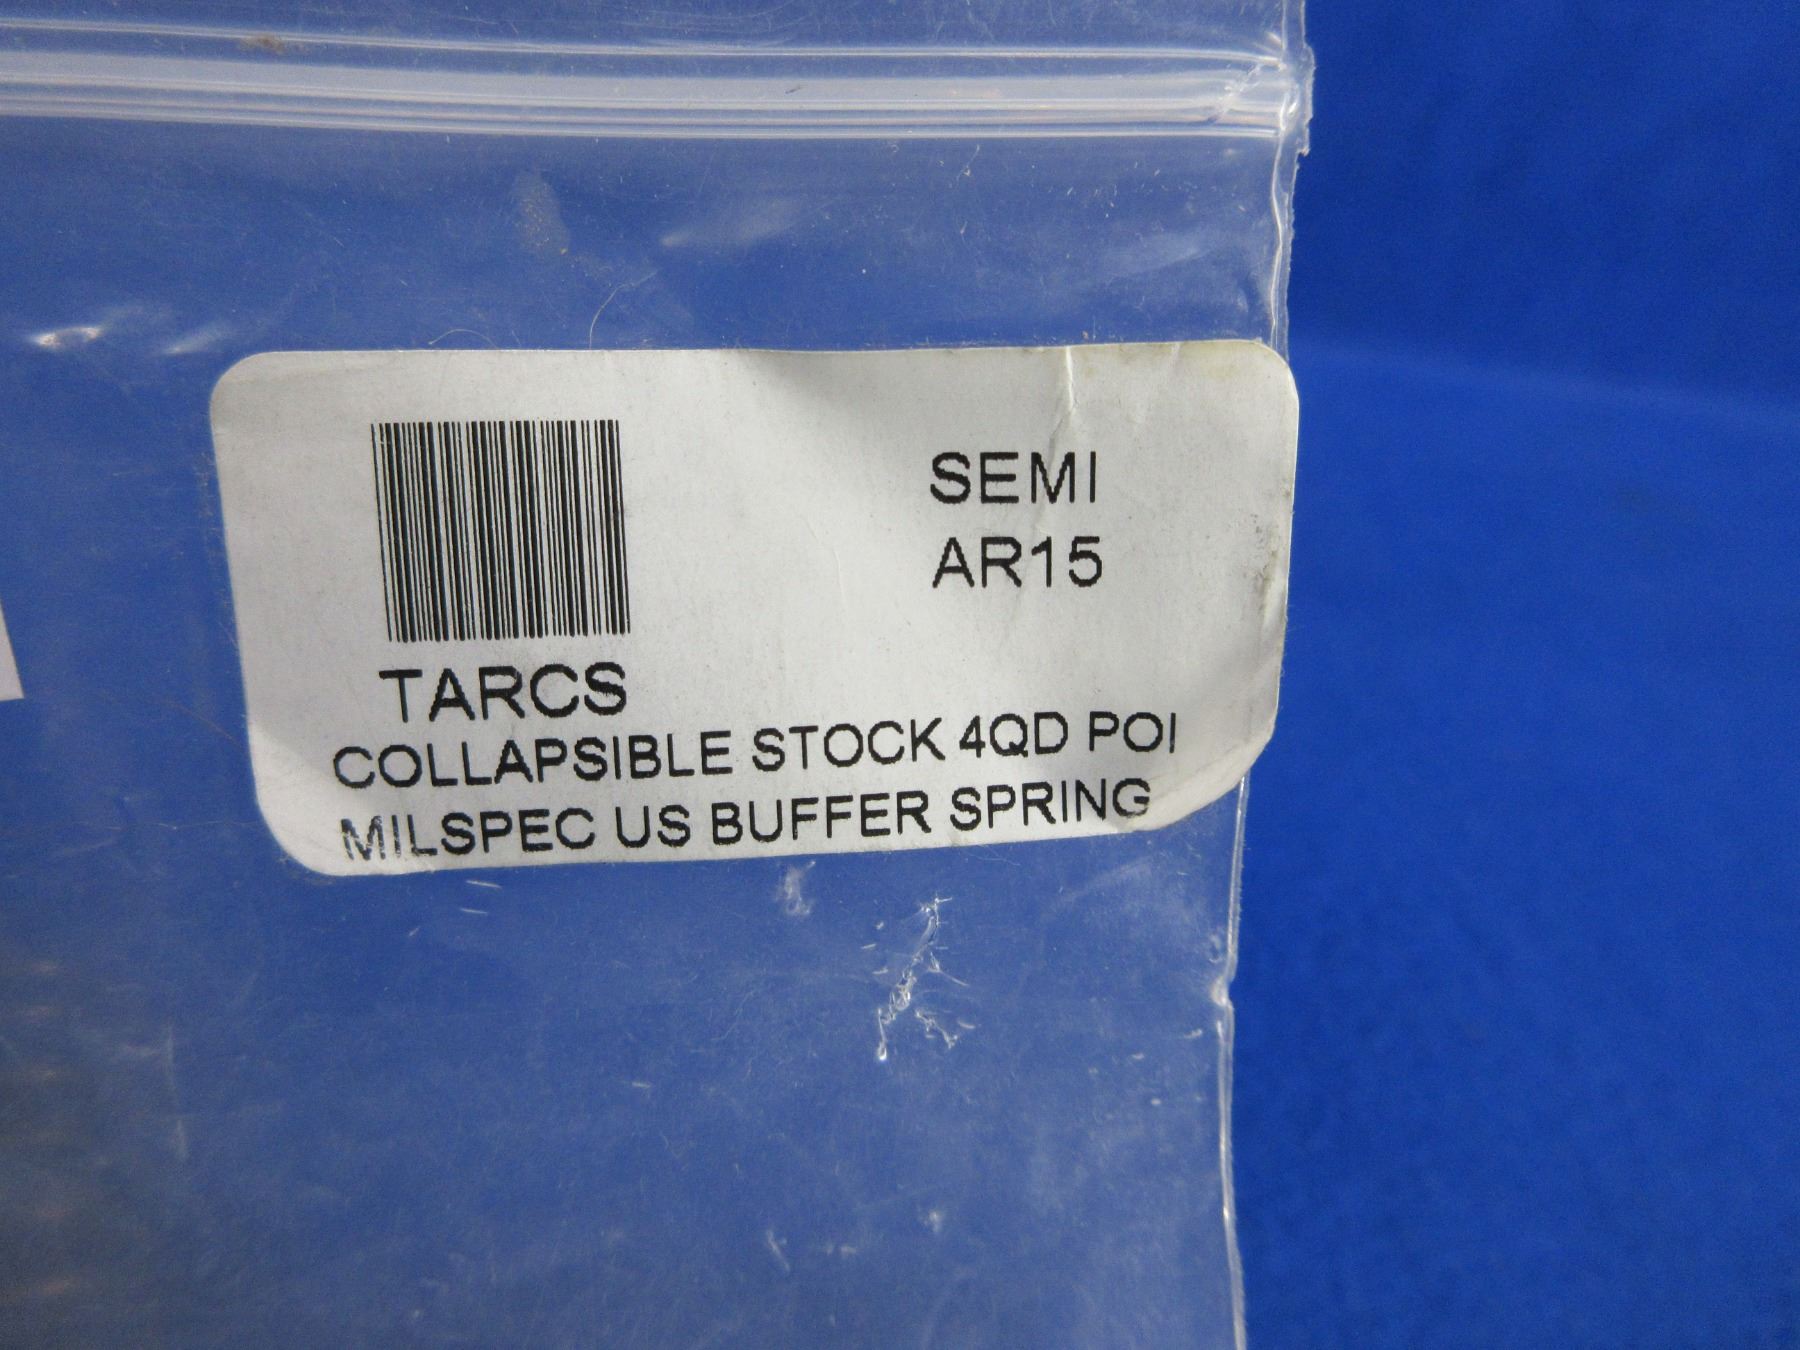 SEMI
AR15
TARCS
COLLAPSIBLE STOCK 4QD POI
MILSPEC US BUFFER SPRING